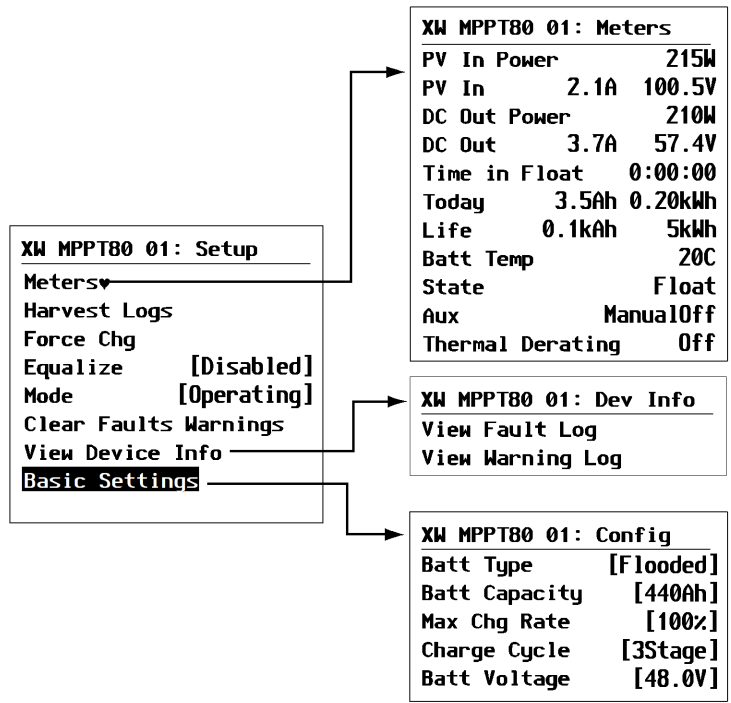 XW MPPT80 01: Setup
Meters♥
Harvest Logs
Force Chg
Equalize [Disabled]
Mode [Operating]
Clear Faults Warnings
View Device Info
Basic Settings
XW MPPT80 01: Meters
PV In Power 215W
PV In 2.1A 100.5V
DC Out Power 210W
DC Out 3.7A 57.4V
Time in Float 0:00:00
Today 3.5Ah 0.20kWh
Life 0.1kAh 5kWh
Batt Temp 20C
State Float
Aux ManualOff
Thermal Derating Off
XW MPPT80 01: Dev Info
View Fault Log
View Warning Log
XW MPPT80 01: Config
Batt Type [Flooded]
Batt Capacity [440Ah]
Max Chg Rate [100%]
Charge Cycle [3Stage]
Batt Voltage [48.0V]